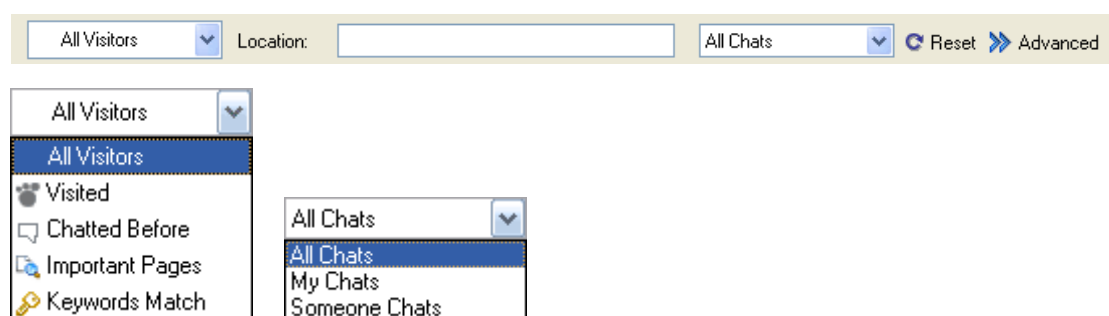 All Visitors Location: All Chats Reset Advanced
All Visitors
All Visitors
Visited
Chatted Before
Important Pages
Keywords Match
All Chats
All Chats
My Chats
Someone Chats